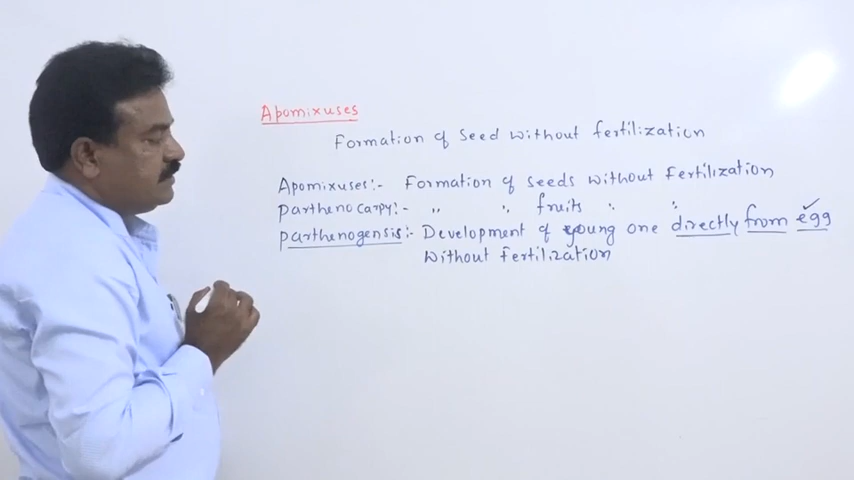 Apomixuses
Formation of seed without fertilization
Apomixuses:- Formation of seeds without fertilization
parthenocarpy:- " " fruits " "
parthenogensis:- Development of young one directly from egg
without fertilization